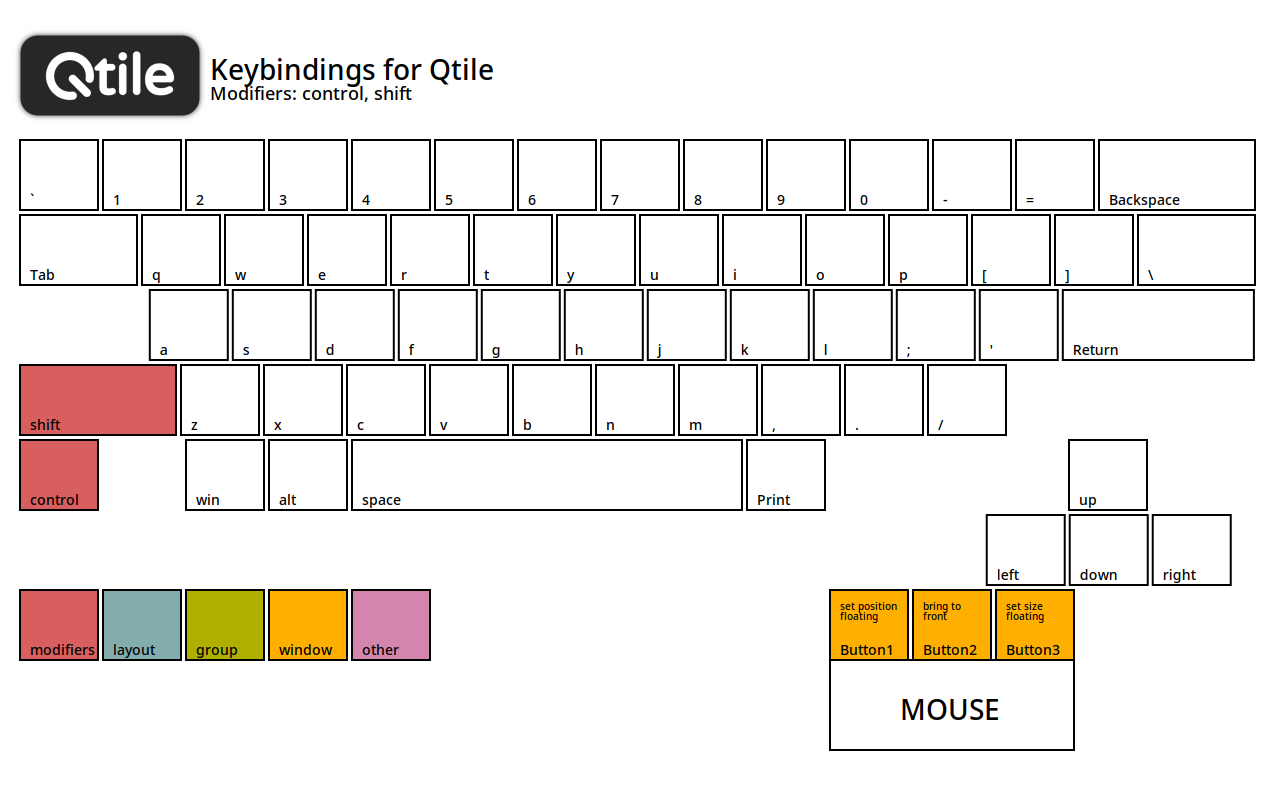 Qtile
Keybindings for Qtile
Modifiers: control, shift
` 1 2 3 4 5 6 7 8 9 0 - = Backspace
Tab q w e r t y u i o p [ ] \
a s d f g h j k l ; ' Return
shift z x c v b n m , . /
control win alt space Print up
left down right
set position bring to set size
floating front floating
modifiers layout group window other Button1 Button2 Button3
MOUSE